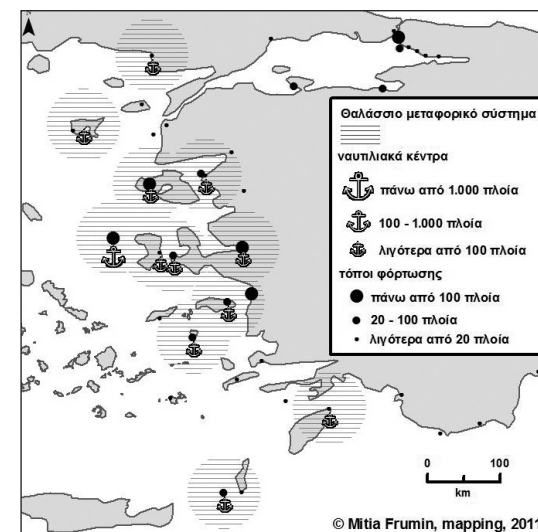 Θαλάσσιο μεταφορικό σύστημα
ναυπλιακά κέντρα
πάνω από 1.000 πλοία
100 - 1.000 πλοία
λιγότερα από 100 πλοία
τόποι φόρτωσης
πάνω από 100 πλοία
20 - 100 πλοία
λιγότερα από 20 πλοία
0 100
km
© Mitia Frumin, mapping, 2011